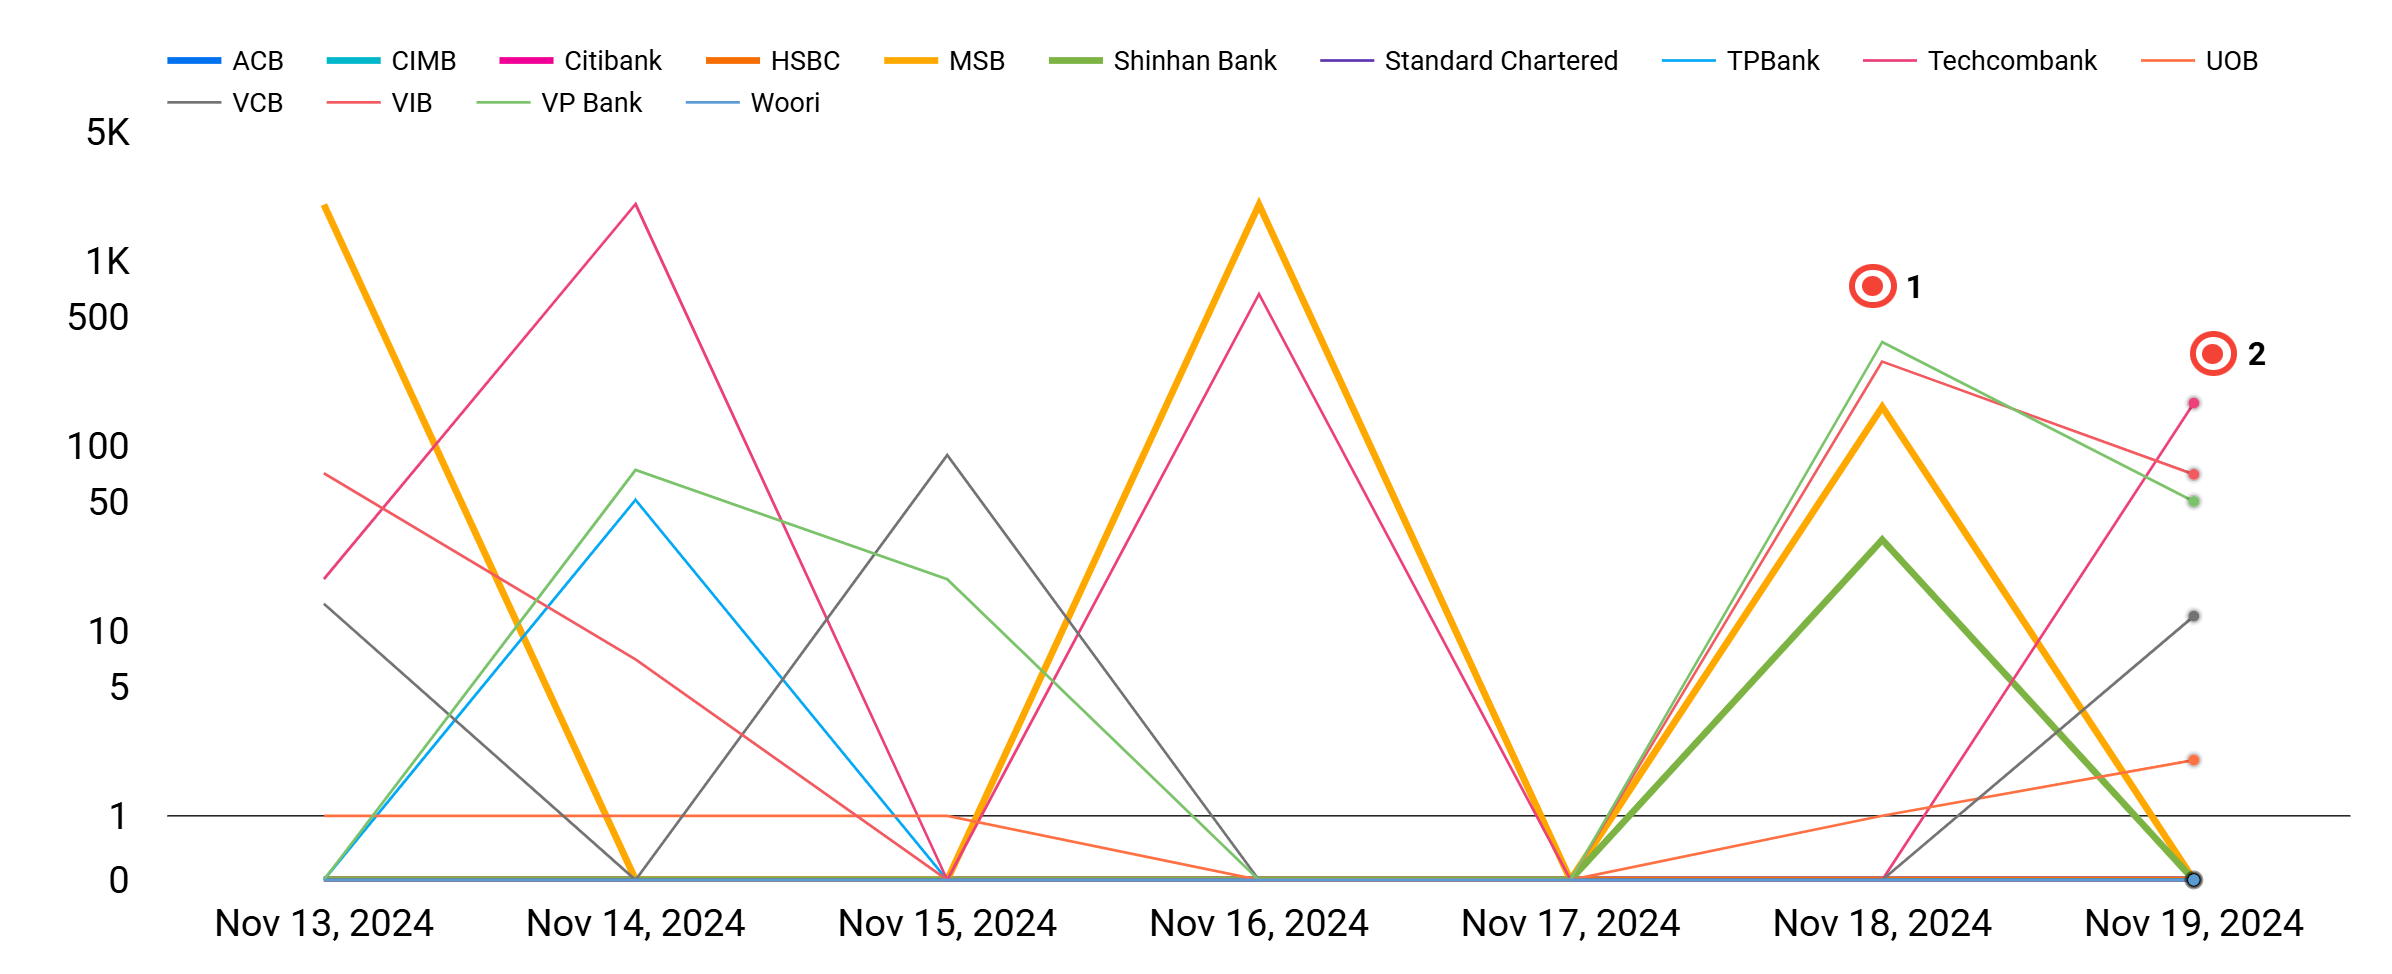 ACB CIMB Citibank HSBC MSB Shinhan Bank Standard Chartered TPBank Techcombank UOB
VCB VIB VP Bank Woori
5K
1K
500
100
50
10
5
1
0
1
2
Nov 13, 2024 Nov 14, 2024 Nov 15, 2024 Nov 16, 2024 Nov 17, 2024 Nov 18, 2024 Nov 19, 2024